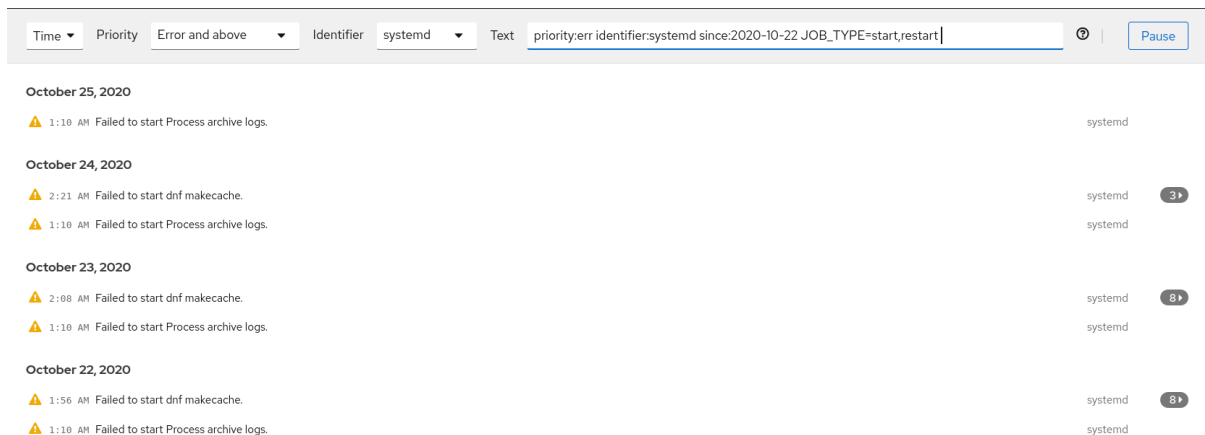 Time Priority Error and above Identifier systemd Text priority:err identifier:systemd since:2020-10-22 JOB_TYPE=start,restart Pause
October 25, 2020
1:10 AM Failed to start Process archive logs. systemd
October 24, 2020
2:21 AM Failed to start dnf makecache. systemd 3
1:10 AM Failed to start Process archive logs. systemd
October 23, 2020
2:08 AM Failed to start dnf makecache. systemd 8
1:10 AM Failed to start Process archive logs. systemd
October 22, 2020
1:56 AM Failed to start dnf makecache. systemd 8
1:10 AM Failed to start Process archive logs. systemd